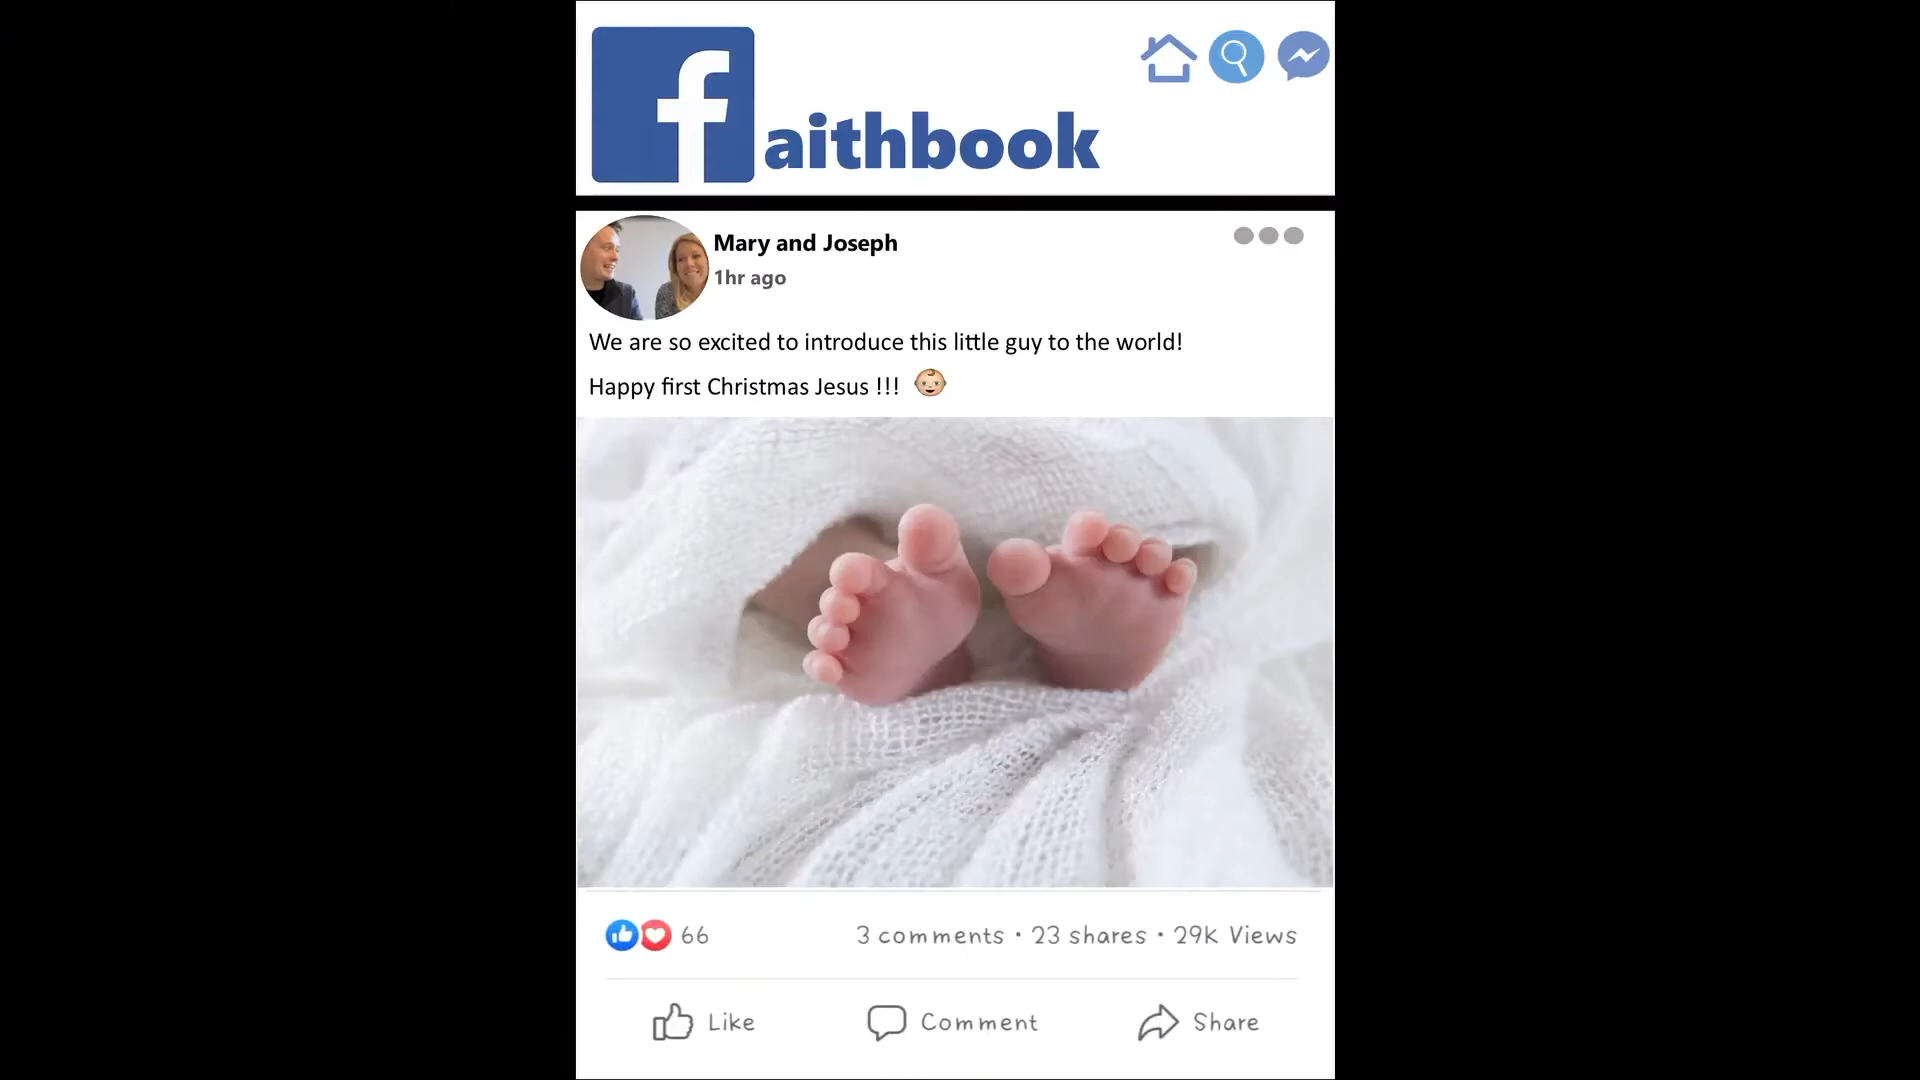 faithbook
Mary and Joseph
1hr ago
We are so excited to introduce this little guy to the world!
Happy first Christmas Jesus !!!
66
3 comments • 23 shares • 29K Views
Like
Comment
Share